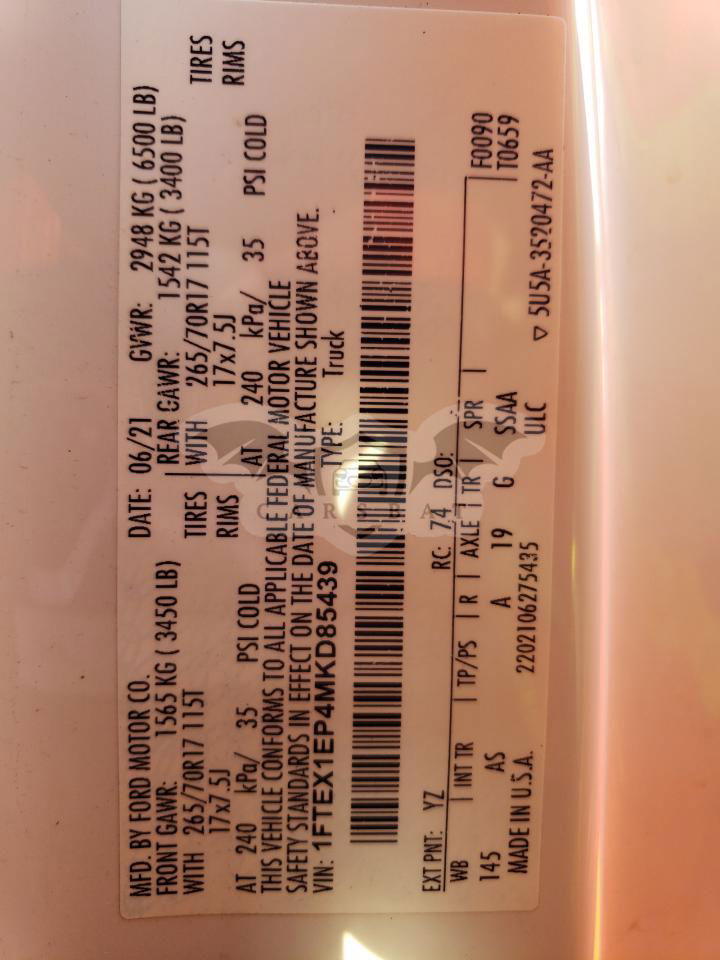 MFD. BY FORD MOTOR CO. DATE: 06/21 GVWR: 2948 KG ( 6500 LB)
FRONT GAWR: 1565 KG ( 3450 LB) REAR GAWR: 1542 KG ( 3400 LB)
WITH 265/70R17 115T TIRES WITH 265/70R17 115T TIRES
17x7.5J RIMS 17x7.5J RIMS
AT 240 kPa/ 35 PSI COLD AT 240 kPa/ 35 PSI COLD
THIS VEHICLE CONFORMS TO ALL APPLICABLE FEDERAL MOTOR VEHICLE
SAFETY STANDARDS IN EFFECT ON THE DATE OF MANUFACTURE SHOWN ABOVE.
VIN: 1FTEX1EP4MKD85439 TYPE: Truck
CARSBAT
EXT PNT: YZ RC: 74 DSO: F0090
WB INT TR TP/PS R AXLE TR SPR T0659
145 AS A 19 G SSAA
MADE IN U.S.A. 2202106275435 ULC ▽ 5U5A-3520472-AA